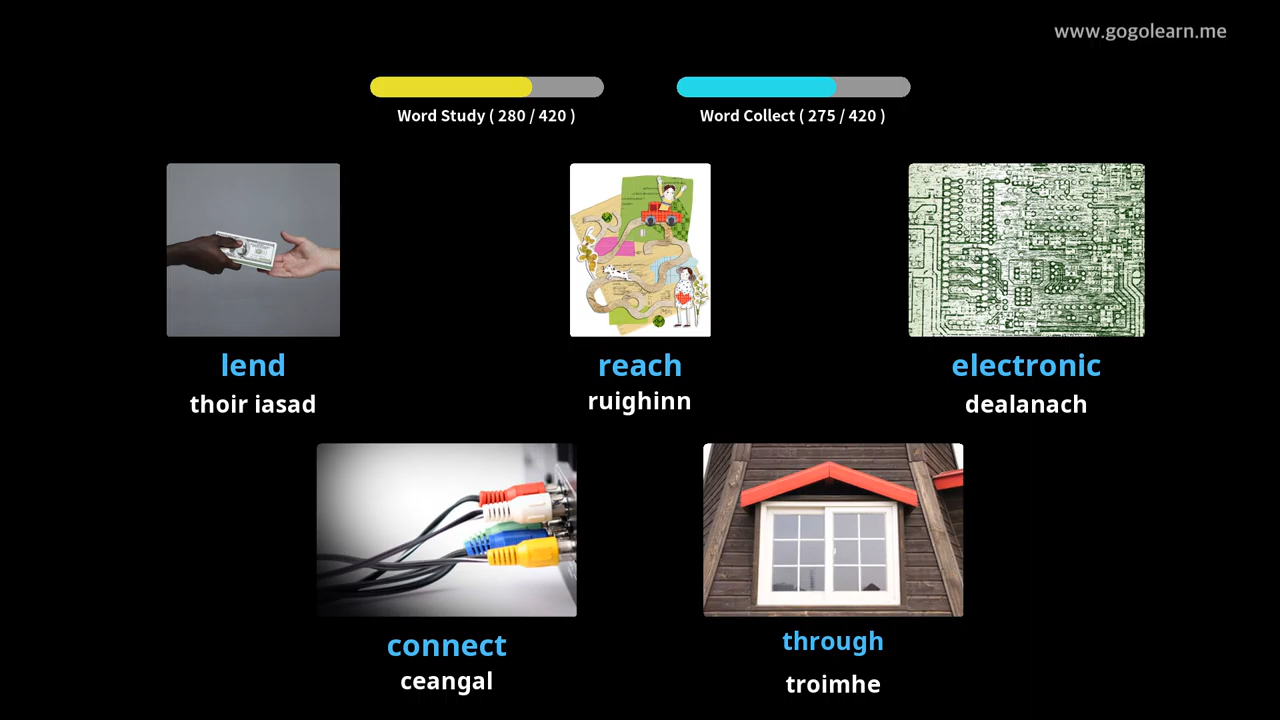 www.gogolearn.me
Word Study ( 280 / 420 )
Word Collect ( 275 / 420 )
lend
thoir iasad
reach
ruighinn
electronic
dealanach
connect
ceangal
through
troimhe